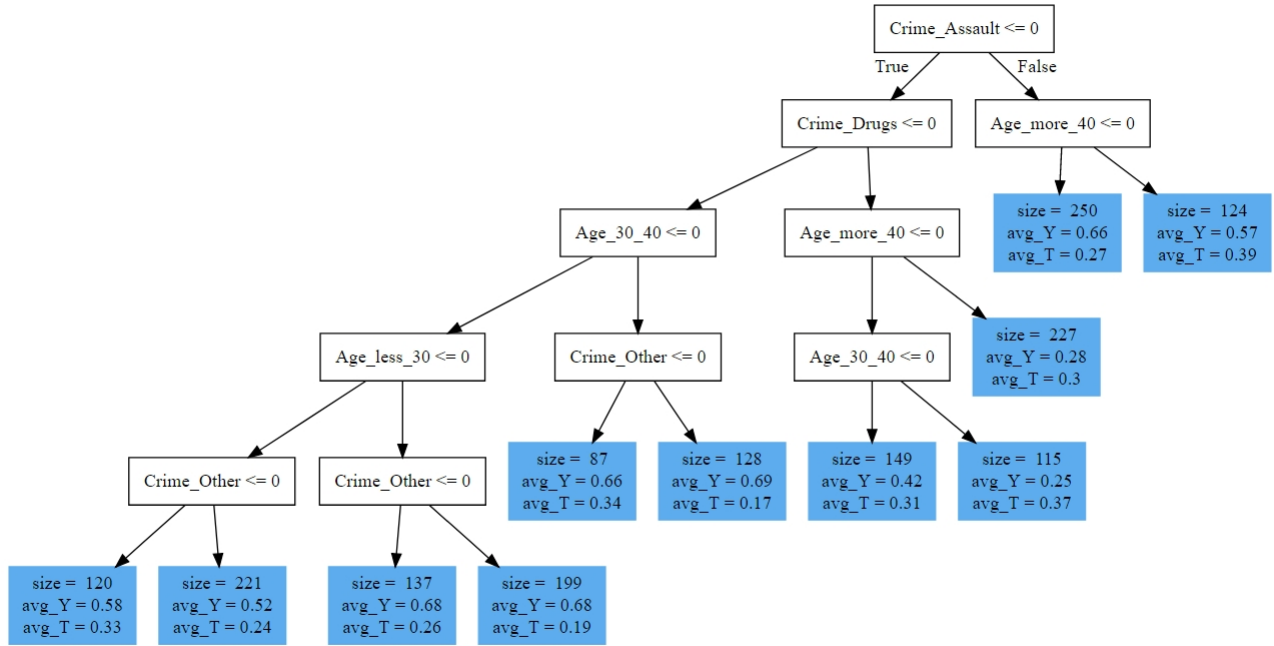 Crime_Assault <= 0
True
False
Crime_Drugs <= 0
Age_more_40 <= 0
Age_30_40 <= 0
Age_more_40 <= 0
size = 250
avg_Y = 0.66
avg_T = 0.27
size = 124
avg_Y = 0.57
avg_T = 0.39
Age_less_30 <= 0
Crime_Other <= 0
Age_30_40 <= 0
size = 227
avg_Y = 0.28
avg_T = 0.3
Crime_Other <= 0
Crime_Other <= 0
size = 87
avg_Y = 0.66
avg_T = 0.34
size = 128
avg_Y = 0.69
avg_T = 0.17
size = 149
avg_Y = 0.42
avg_T = 0.31
size = 115
avg_Y = 0.25
avg_T = 0.37
size = 120
avg_Y = 0.58
avg_T = 0.33
size = 221
avg_Y = 0.52
avg_T = 0.24
size = 137
avg_Y = 0.68
avg_T = 0.26
size = 199
avg_Y = 0.68
avg_T = 0.19